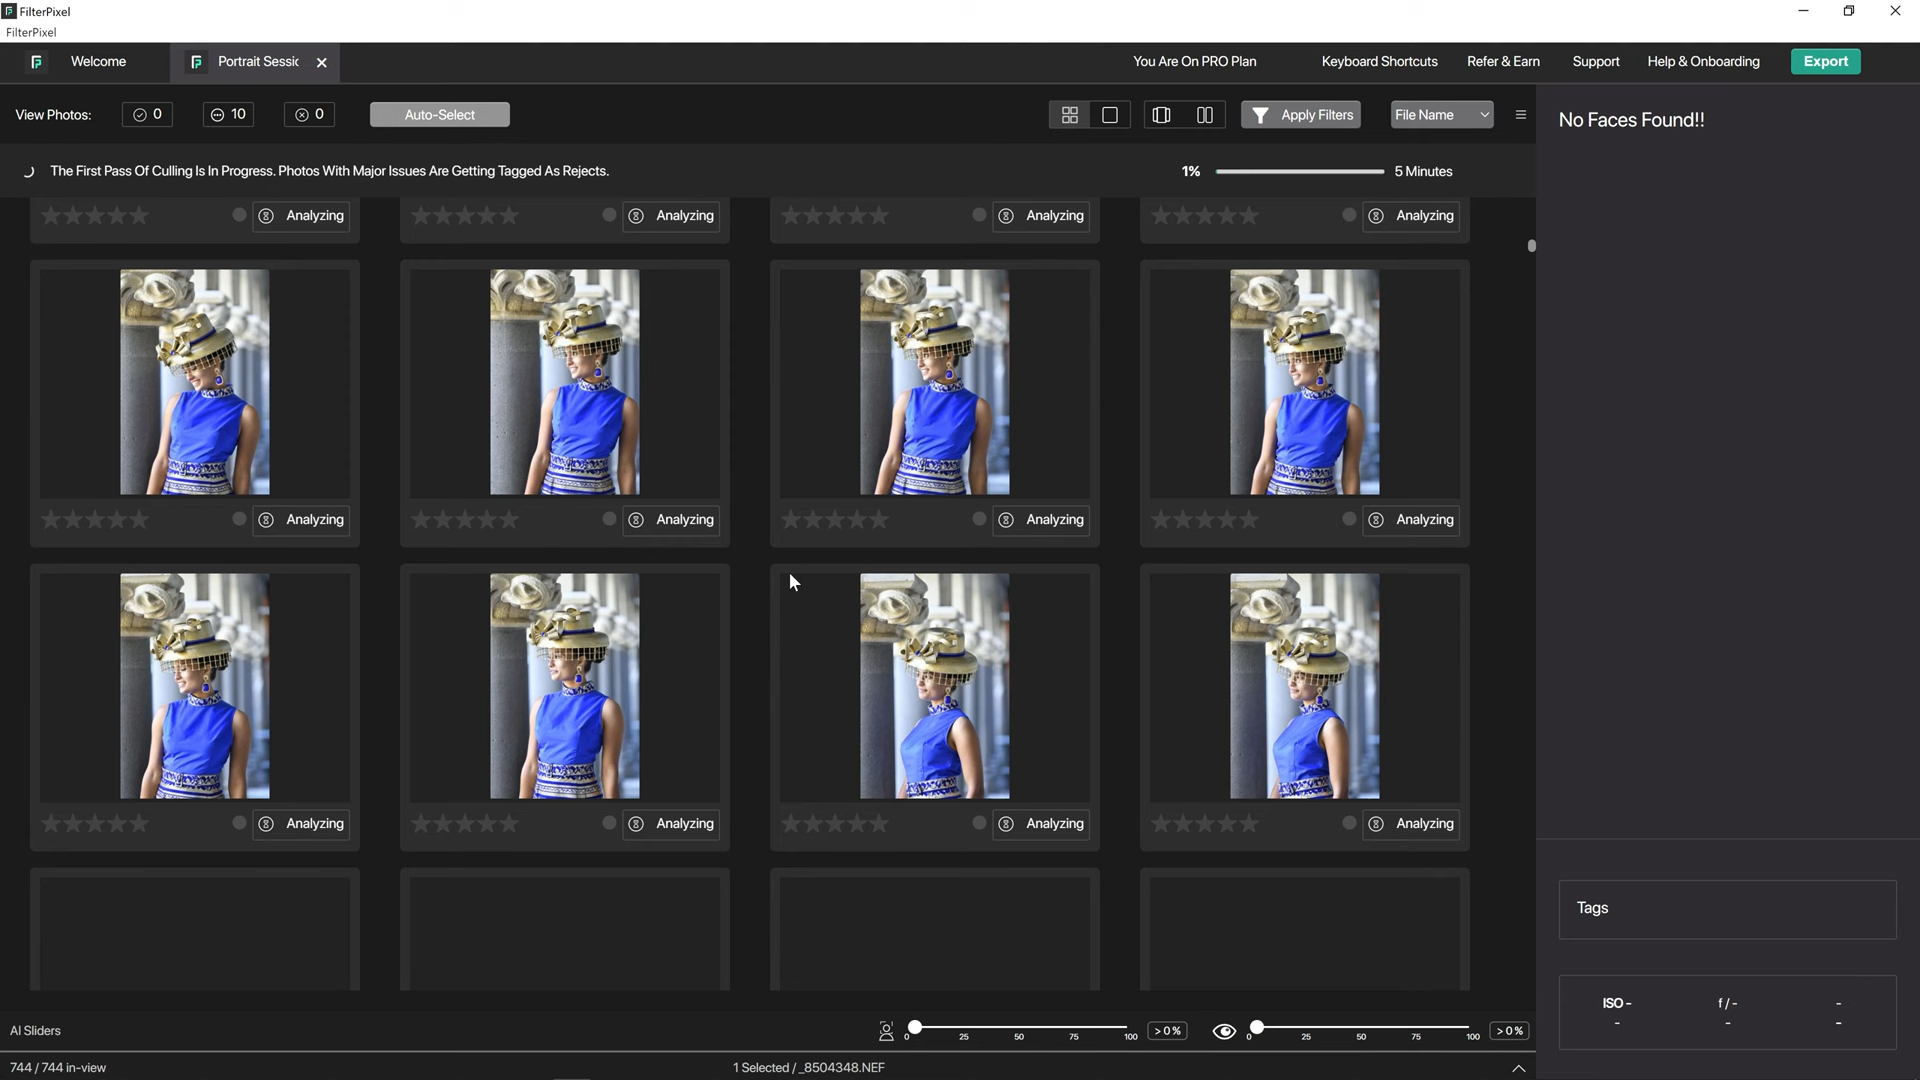 FilterPixel
FilterPixel
Welcome
Portrait Sessic
You Are On PRO Plan
Keyboard Shortcuts
Refer & Earn
Support
Help & Onboarding
Export
View Photos:
0
10
0
Auto-Select
Apply Filters
File Name
No Faces Found!!
The First Pass Of Culling Is In Progress. Photos With Major Issues Are Getting Tagged As Rejects.
1%
5 Minutes
Analyzing
Analyzing
Analyzing
Analyzing
Analyzing
Analyzing
Analyzing
Analyzing
Analyzing
Analyzing
Analyzing
Analyzing
Tags
ISO -
f / -
-
-
-
-
AI Sliders
0 25 50 75 100
> 0 %
0 25 50 75 100
> 0 %
744 / 744 in-view
1 Selected / _8504348.NEF